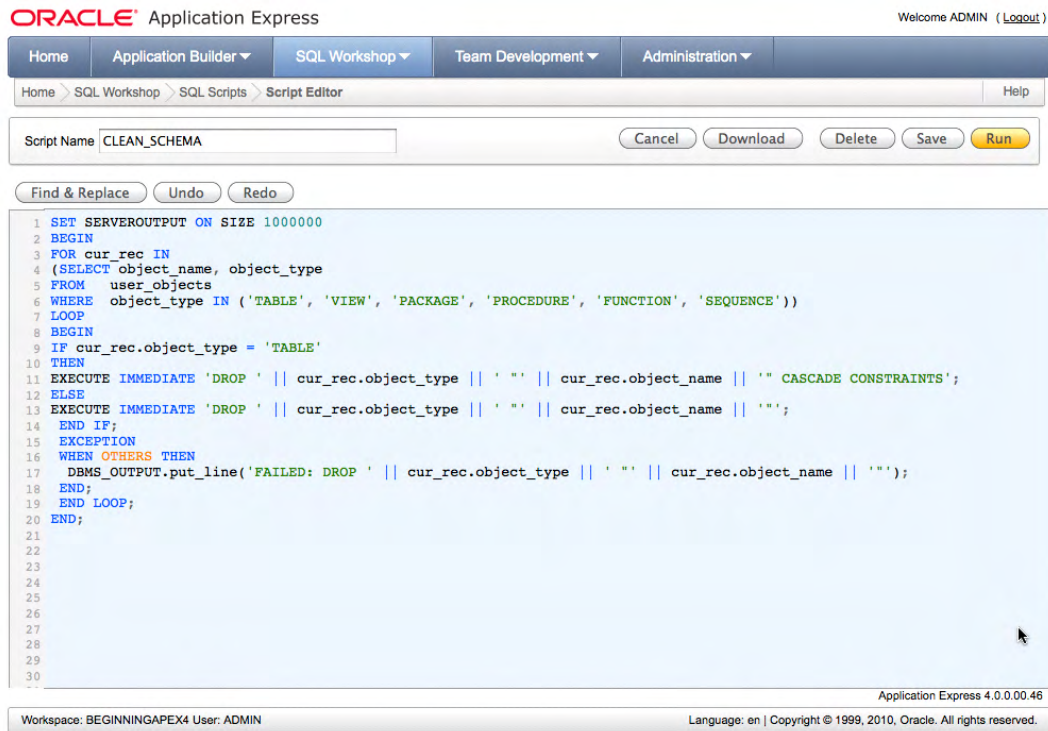 ORACLE® Application Express
Welcome ADMIN ( Logout )
Home Application Builder SQL Workshop Team Development Administration
Home SQL Workshop SQL Scripts Script Editor Help
Script Name CLEAN_SCHEMA Cancel Download Delete Save Run
Find & Replace Undo Redo
1 SET SERVEROUTPUT ON SIZE 1000000
2 BEGIN
3 FOR cur_rec IN
4 (SELECT object_name, object_type
5 FROM   user_objects
6 WHERE  object_type IN ('TABLE', 'VIEW', 'PACKAGE', 'PROCEDURE', 'FUNCTION', 'SEQUENCE'))
7 LOOP
8 BEGIN
9 IF cur_rec.object_type = 'TABLE'
10 THEN
11 EXECUTE IMMEDIATE 'DROP ' || cur_rec.object_type || ' "' || cur_rec.object_name || '" CASCADE CONSTRAINTS';
12 ELSE
13 EXECUTE IMMEDIATE 'DROP ' || cur_rec.object_type || ' "' || cur_rec.object_name || '"';
14  END IF;
15  EXCEPTION
16  WHEN OTHERS THEN
17   DBMS_OUTPUT.put_line('FAILED: DROP ' || cur_rec.object_type || ' "' || cur_rec.object_name || '"');
18  END;
19  END LOOP;
20 END;
21
22
23
24
25
26
27
28
29
30
Application Express 4.0.0.00.46
Workspace: BEGINNINGAPEX4 User: ADMIN Language: en | Copyright © 1999, 2010, Oracle. All rights reserved.